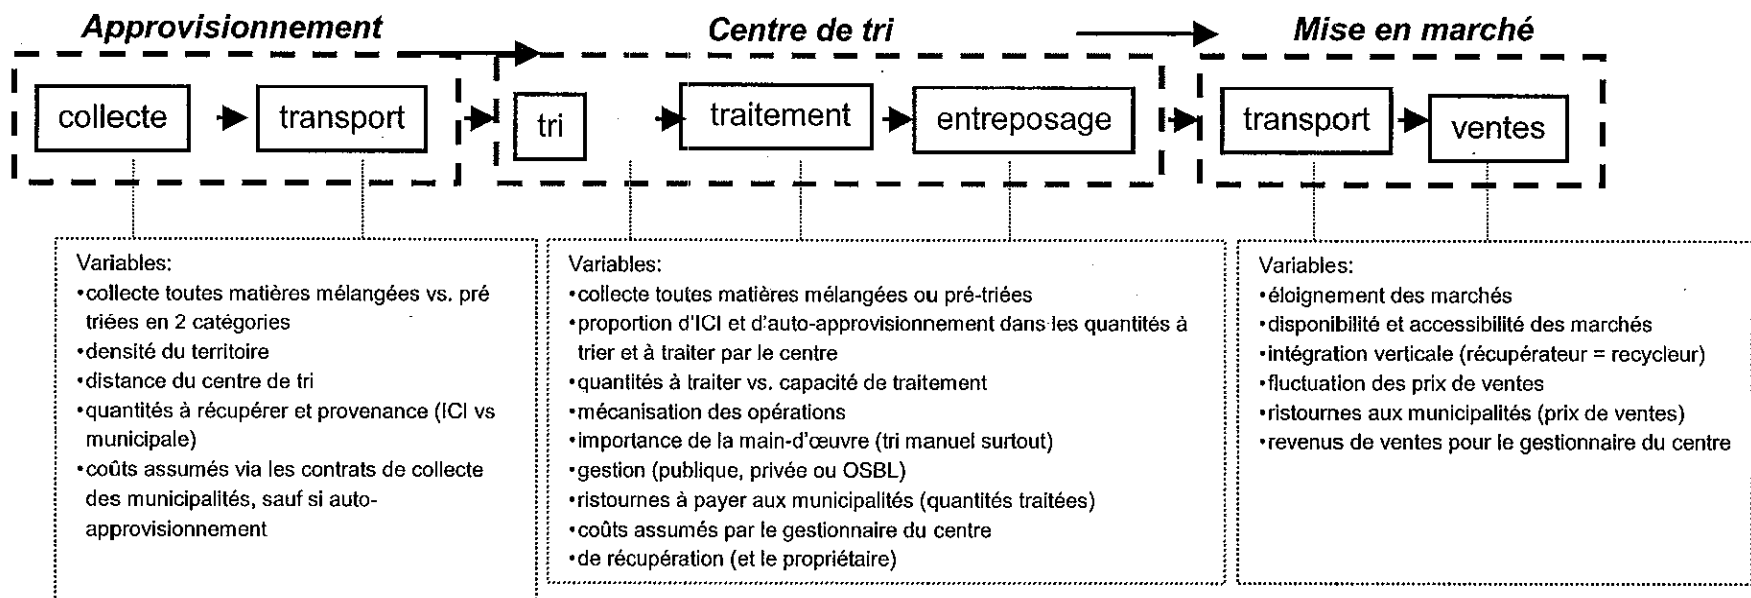 Approvisionnement
Centre de tri
Mise en marché
collecte
transport
tri
traitement
entreposage
transport
ventes
Variables:
•collecte toutes matières mélangées vs. pré
triées en 2 catégories
•densité du territoire
•distance du centre de tri
•quantités à récupérer et provenance (ICI vs
municipale)
•coûts assumés via les contrats de collecte
des municipalités, sauf si auto-
approvisionnement
Variables:
•collecte toutes matières mélangées ou pré-triées
•proportion d'ICI et d'auto-approvisionnement dans les quantités à
trier et à traiter par le centre
•quantités à traiter vs. capacité de traitement
•mécanisation des opérations
•importance de la main-d'œuvre (tri manuel surtout)
•gestion (publique, privée ou OSBL)
•ristournes à payer aux municipalités (quantités traitées)
•coûts assumés par le gestionnaire du centre
•de récupération (et le propriétaire)
Variables:
•éloignement des marchés
•disponibilité et accessibilité des marchés
•intégration verticale (récupérateur = recycleur)
•fluctuation des prix de ventes
•ristournes aux municipalités (prix de ventes)
•revenus de ventes pour le gestionnaire du centre